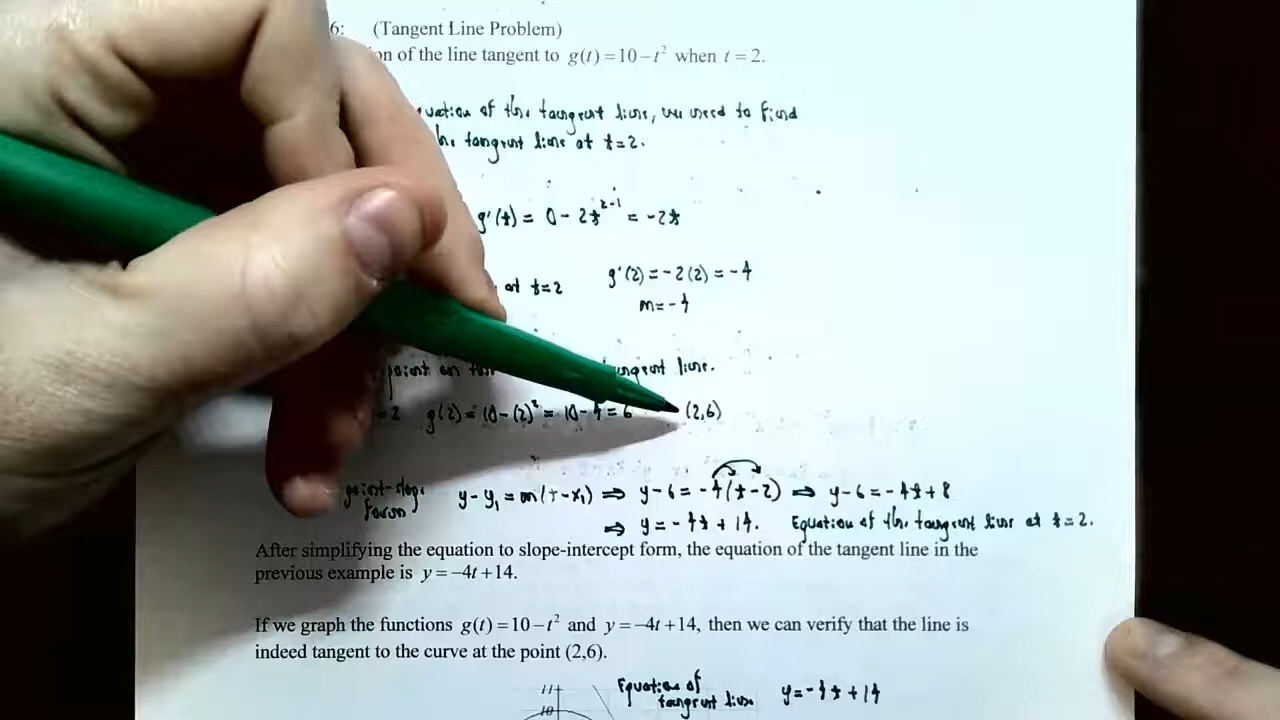 6: (Tangent Line Problem)
on of the line tangent to g(t) = 10 − t² when t = 2.
uation of the tangent line, we need to find
he tangent line at t=2.
g'(t) = 0 - 2t²⁻¹ = -2t
at t=2 g'(2) = -2(2) = -4
m = -4
point on tangent line.
=2 g(2) = 10-(2)² = 10-4 = 6 (2,6)
point-slope y-y₁ = m(t-x₁) ⇒ y-6 = -4(t-2) ⇒ y-6 = -4t+8
form ⇒ y = -4t + 14. Equation of the tangent line at t=2.
After simplifying the equation to slope-intercept form, the equation of the tangent line in the
previous example is y = −4t + 14.
If we graph the functions g(t) = 10 − t² and y = −4t + 14, then we can verify that the line is
indeed tangent to the curve at the point (2,6).
11 Equation of
10 tangent line y = -4t + 14